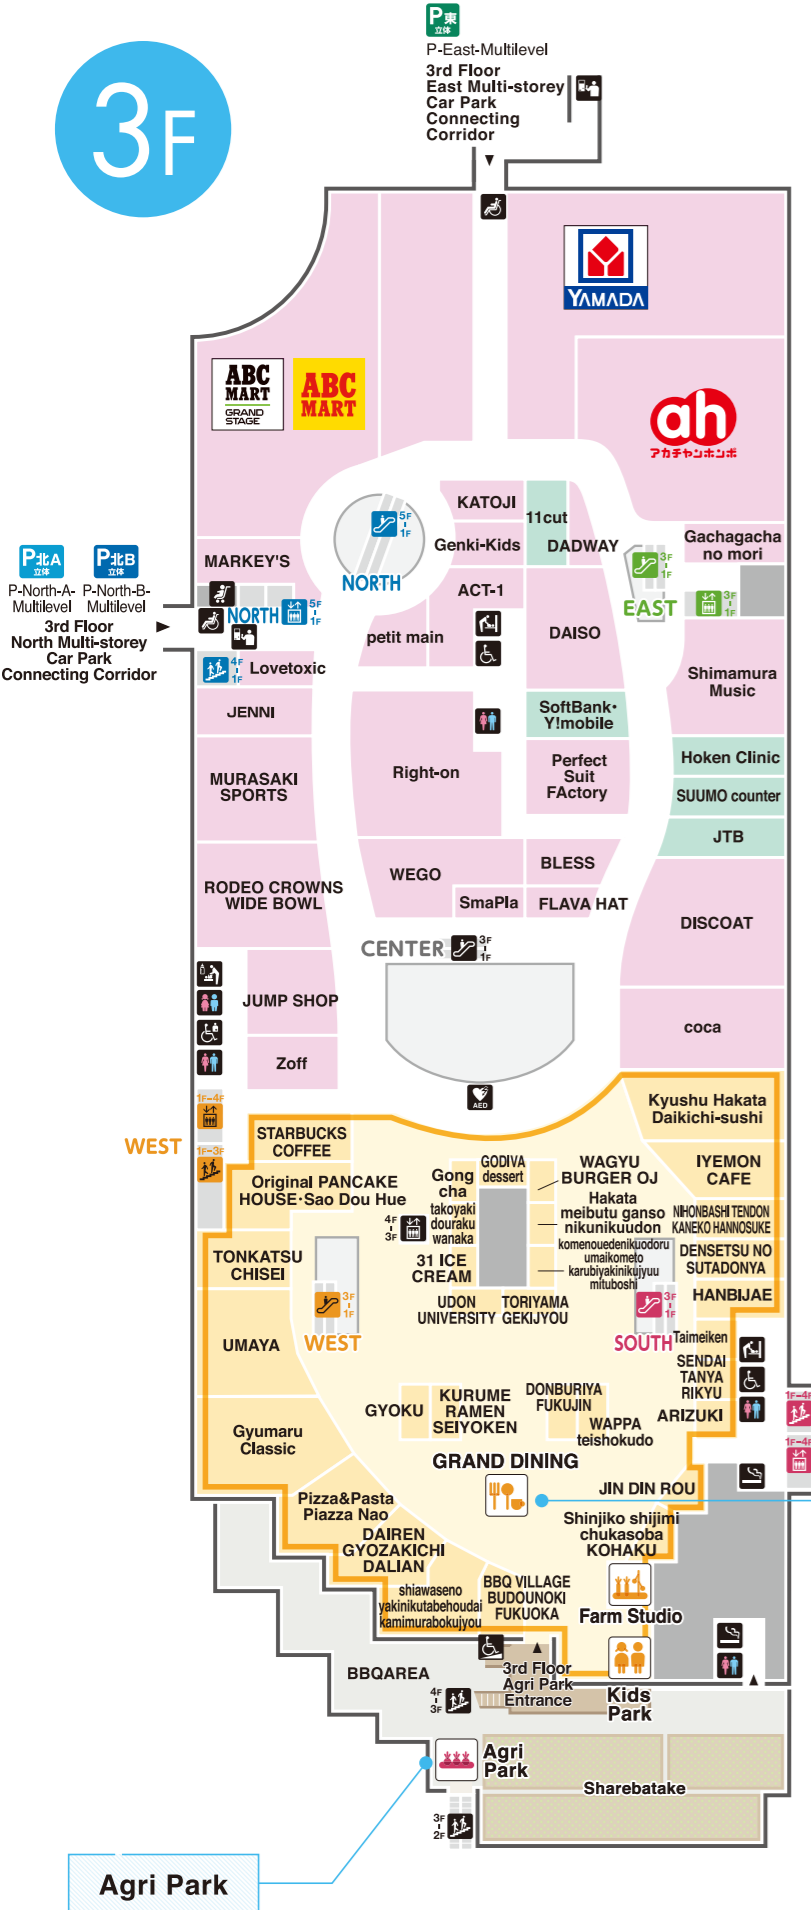 P東
立体
P-East-Multilevel
3rd Floor
East Multi-storey
Car Park
Connecting
Corridor
3F
YAMADA
ABC
MART
GRAND
STAGE
ABC
MART
ah
アカチャンホンポ
KATOJI
11cut
5F
1F
Genki-Kids
DADWAY
Gachagacha
no mori
P北A
立体
P北B
立体
P-North-A-
Multilevel
P-North-B-
Multilevel
3rd Floor
North Multi-storey
Car Park
Connecting Corridor
MARKEY'S
NORTH
3F
1F
ACT-1
EAST
3F
1F
NORTH
5F
1F
petit main
DAISO
4F
1F
Lovetoxic
Shimamura
Music
JENNI
SoftBank・
Y!mobile
MURASAKI
SPORTS
Right-on
Perfect
Suit
FActory
Hoken Clinic
SUUMO counter
JTB
RODEO CROWNS
WIDE BOWL
WEGO
BLESS
SmaPla
FLAVA HAT
DISCOAT
CENTER
3F
1F
JUMP SHOP
coca
Zoff
AED
1F-4F
WEST
1F-3F
Kyushu Hakata
Daikichi-sushi
STARBUCKS
COFFEE
Original PANCAKE
HOUSE・Sao Dou Hue
Gong
cha
GODIVA
dessert
WAGYU
BURGER OJ
IYEMON
CAFE
takoyaki
douraku
wanaka
4F
3F
Hakata
meibutu ganso
nikunikuudon
NIHONBASHI TENDON
KANEKO HANNOSUKE
TONKATSU
CHISEI
31 ICE
CREAM
komenouedenikuodoru
umaikometo
karubiyakinikujyuu
mituboshi
DENSETSU NO
SUTADONYA
HANBIJAE
3F
1F
WEST
UDON
UNIVERSITY
TORIYAMA
GEKIJYOU
3F
1F
SOUTH
UMAYA
Taimeiken
SENDAI
TANYA
RIKYU
GYOKU
KURUME
RAMEN
SEIYOKEN
DONBURIYA
FUKUJIN
WAPPA
teishokudo
ARIZUKI
1F-4F
1F-4F
Gyumaru
Classic
GRAND DINING
JIN DIN ROU
Pizza&Pasta
Piazza Nao
Shinjiko shijimi
chukasoba
KOHAKU
DAIREN
GYOZAKICHI
DALIAN
shiawaseno
yakinikutabehoudai
kamimurabokujyou
BBQ VILLAGE
BUDOUNOKI
FUKUOKA
Farm Studio
BBQAREA
3rd Floor
Agri Park
Entrance
4F
3F
Kids
Park
Agri
Park
Sharebatake
3F
2F
Agri Park